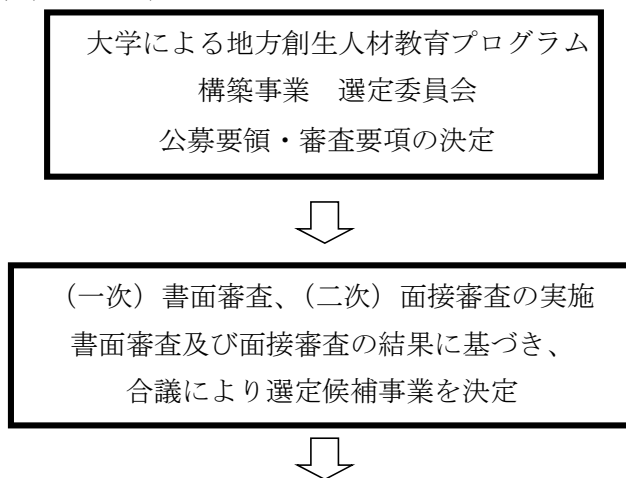 大学による地方創生人材教育プログラム
構築事業　選定委員会
公募要領・審査要項の決定
（一次）書面審査、（二次）面接審査の実施
書面審査及び面接審査の結果に基づき、
合議により選定候補事業を決定